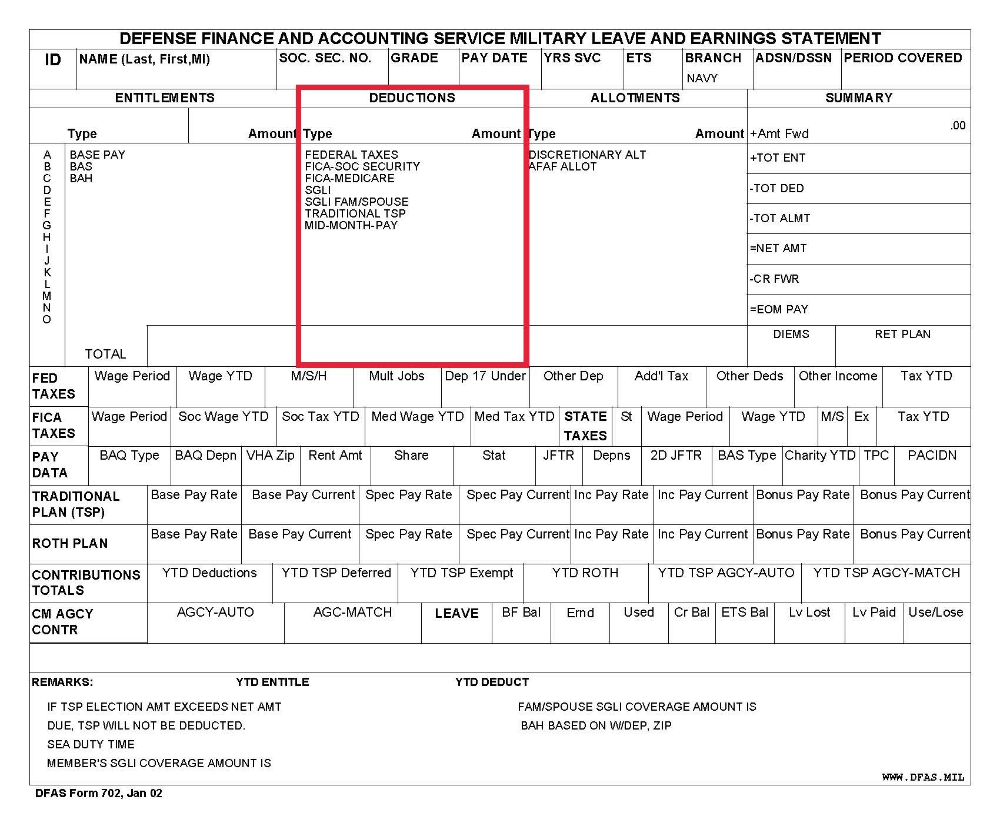 DEFENSE FINANCE AND ACCOUNTING SERVICE MILITARY LEAVE AND EARNINGS STATEMENT
ID NAME (Last, First,MI) SOC. SEC. NO. GRADE PAY DATE YRS SVC ETS BRANCH ADSN/DSSN PERIOD COVERED
NAVY
ENTITLEMENTS DEDUCTIONS ALLOTMENTS SUMMARY
Type Amount Type Amount Type Amount +Amt Fwd .00
A BASE PAY FEDERAL TAXES DISCRETIONARY ALT +TOT ENT
B BAS FICA-SOC SECURITY AFAF ALLOT
C BAH FICA-MEDICARE
D SGLI -TOT DED
E SGLI FAM/SPOUSE
F TRADITIONAL TSP -TOT ALMT
G MID-MONTH-PAY
H
I =NET AMT
J
K
L -CR FWR
M
N =EOM PAY
O
DIEMS RET PLAN
TOTAL
FED TAXES Wage Period Wage YTD M/S/H Mult Jobs Dep 17 Under Other Dep Add'l Tax Other Deds Other Income Tax YTD
FICA TAXES Wage Period Soc Wage YTD Soc Tax YTD Med Wage YTD Med Tax YTD STATE TAXES St Wage Period Wage YTD M/S Ex Tax YTD
PAY DATA BAQ Type BAQ Depn VHA Zip Rent Amt Share Stat JFTR Depns 2D JFTR BAS Type Charity YTD TPC PACIDN
TRADITIONAL PLAN (TSP) Base Pay Rate Base Pay Current Spec Pay Rate Spec Pay Current Inc Pay Rate Inc Pay Current Bonus Pay Rate Bonus Pay Current
ROTH PLAN Base Pay Rate Base Pay Current Spec Pay Rate Spec Pay Current Inc Pay Rate Inc Pay Current Bonus Pay Rate Bonus Pay Current
CONTRIBUTIONS TOTALS YTD Deductions YTD TSP Deferred YTD TSP Exempt YTD ROTH YTD TSP AGCY-AUTO YTD TSP AGCY-MATCH
CM AGCY CONTR AGCY-AUTO AGC-MATCH LEAVE BF Bal Ernd Used Cr Bal ETS Bal Lv Lost Lv Paid Use/Lose
REMARKS: YTD ENTITLE YTD DEDUCT
IF TSP ELECTION AMT EXCEEDS NET AMT FAM/SPOUSE SGLI COVERAGE AMOUNT IS
DUE, TSP WILL NOT BE DEDUCTED. BAH BASED ON W/DEP, ZIP
SEA DUTY TIME
MEMBER'S SGLI COVERAGE AMOUNT IS
WWW.DFAS.MIL
DFAS Form 702, Jan 02